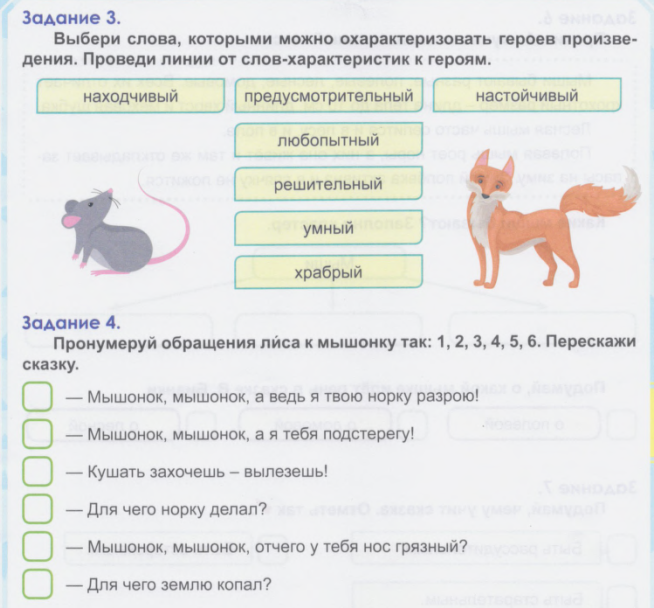 Задание 3.
Выбери слова, которыми можно охарактеризовать героев произве-
дения. Проведи линии от слов-характеристик к героям.
находчивый
предусмотрительный
настойчивый
любопытный
решительный
умный
храбрый
Задание 4.
Пронумеруй обращения ли́са к мышонку так: 1, 2, 3, 4, 5, 6. Перескажи
сказку.
— Мышонок, мышонок, а ведь я твою норку разрою!
— Мышонок, мышонок, а я тебя подстерегу!
— Кушать захочешь – вылезешь!
— Для чего норку делал?
— Мышонок, мышонок, отчего у тебя нос грязный?
— Для чего землю копал?